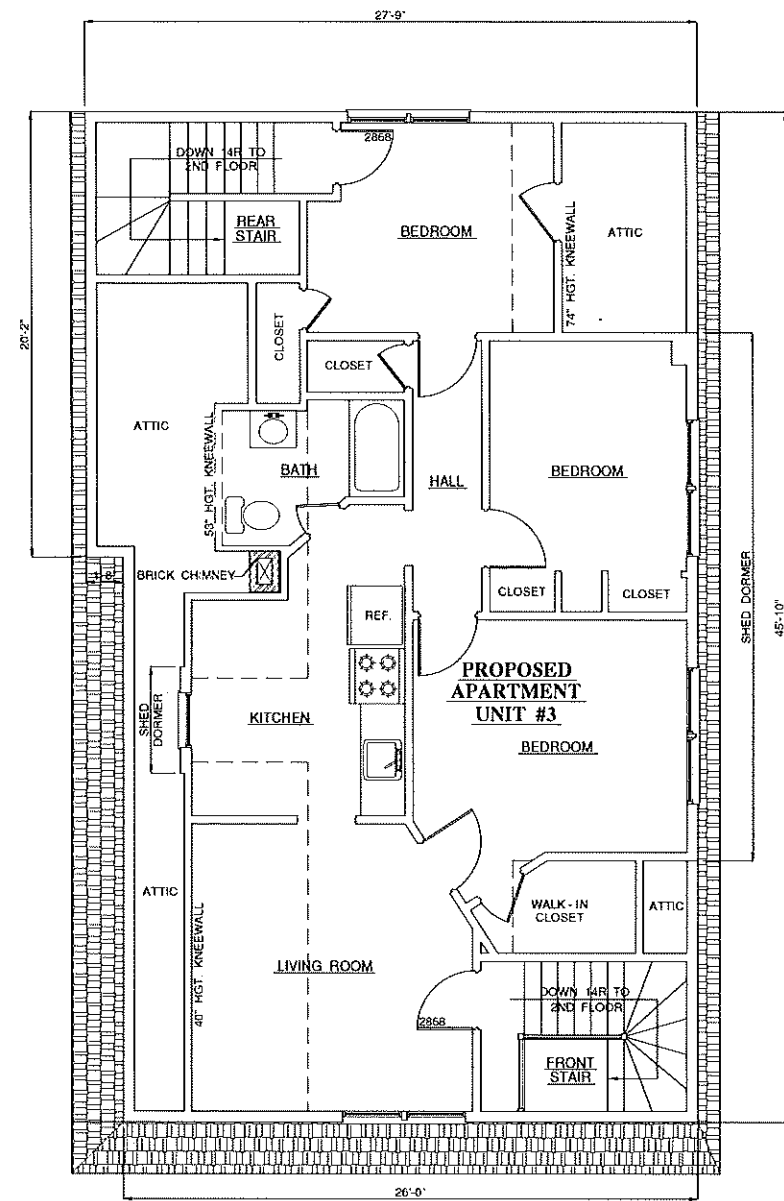 27'-9"
2868
DOWN 14R TO
2ND FLOOR
REAR
STAIR
BEDROOM
ATTIC
74" HGT. KNEEWALL
20'-2"
CLOSET
CLOSET
ATTIC
BATH
58" HGT. KNEEWALL
HALL
BEDROOM
1'-8"
BRICK CHIMNEY
CLOSET
CLOSET
SHED DORMER
45'-10"
REF.
PROPOSED
APARTMENT
UNIT #3
BEDROOM
SHED
DORMER
KITCHEN
ATTIC
WALK-IN
CLOSET
ATTIC
40" HGT. KNEEWALL
LIVING ROOM
2868
DOWN 14R TO
2ND FLOOR
FRONT
STAIR
26'-0"